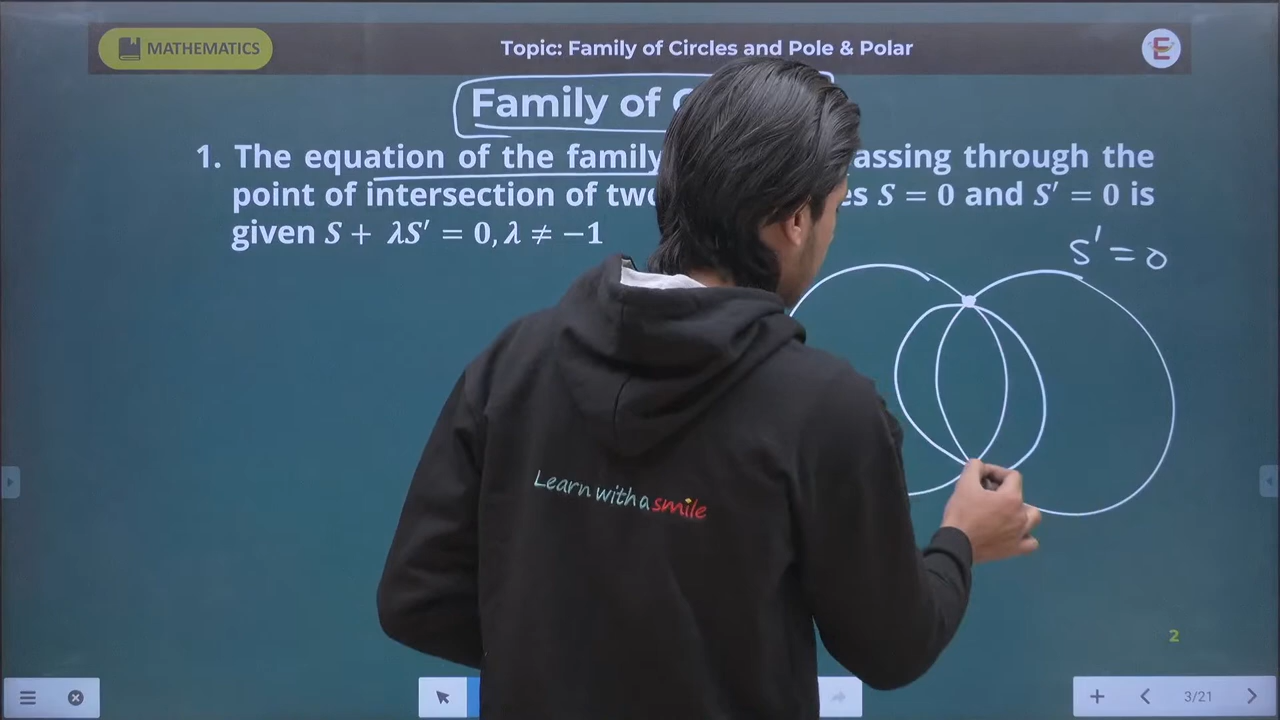 MATHEMATICS
Topic: Family of Circles and Pole & Polar
E
Family of
1. The equation of the family assing through the
point of intersection of two es S = 0 and S′ = 0 is
given S + λS′ = 0, λ ≠ −1
S' = 0
Learn with a smile
2
3/21